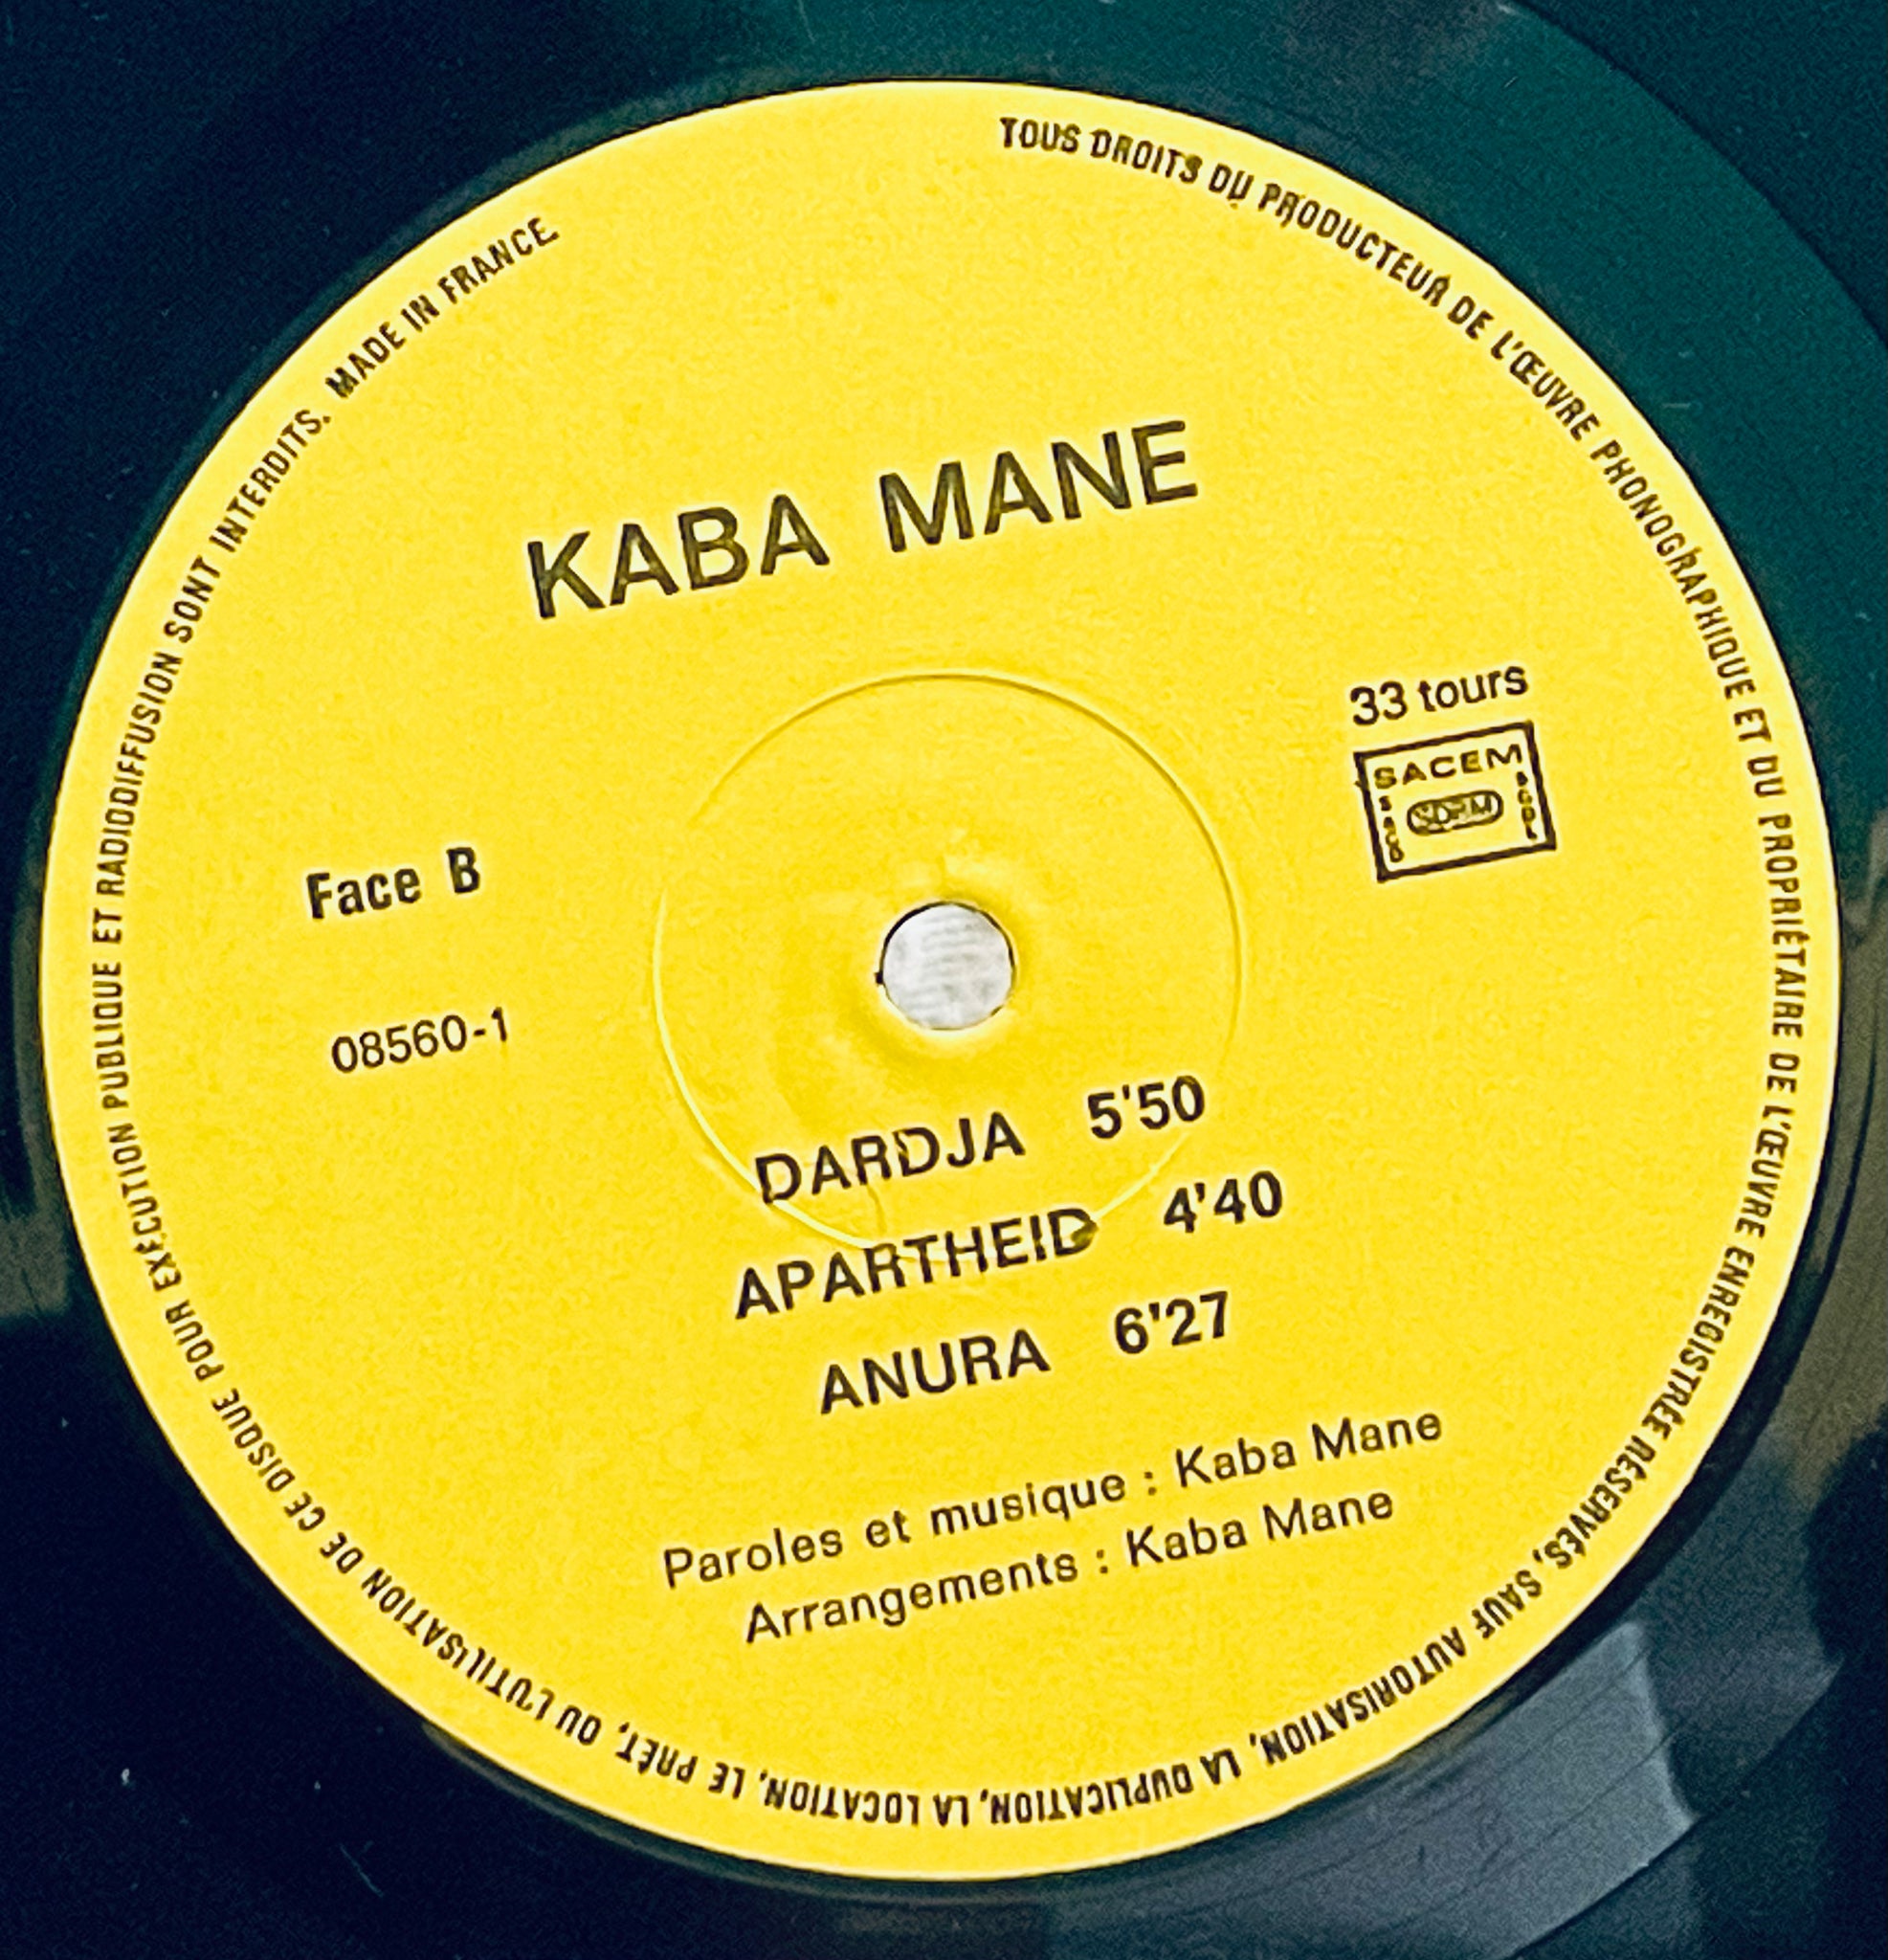 TOUS DROITS DU PRODUCTEUR DE L'ŒUVRE PHONOGRAPHIQUE ET DU PROPRIÉTAIRE DE L'ŒUVRE ENREGISTRÉE RÉSERVÉS, SAUF AUTORISATION, LA DUPLICATION, LA LOCATION, LE PRÊT, OU L'UTILISATION DE CE DISQUE POUR EXÉCUTION PUBLIQUE ET RADIODIFFUSION SONT INTERDITS. MADE IN FRANCE
KABA MANE
33 tours
SACEM
SACD
SDRM
SGDL
Face B
08560-1
DARDJA 5'50
APARTHEID 4'40
ANURA 6'27
Paroles et musique : Kaba Mane
Arrangements : Kaba Mane